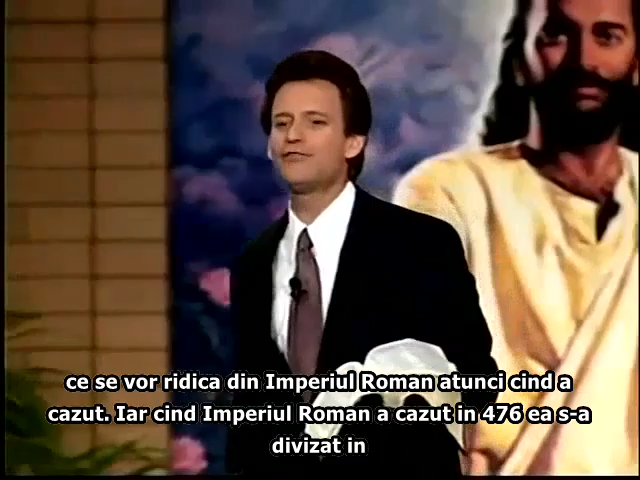 ce se vor ridica din Imperiul Roman atunci cind a
cazut. Iar cind Imperiul Roman a cazut in 476 ea s-a
divizat in